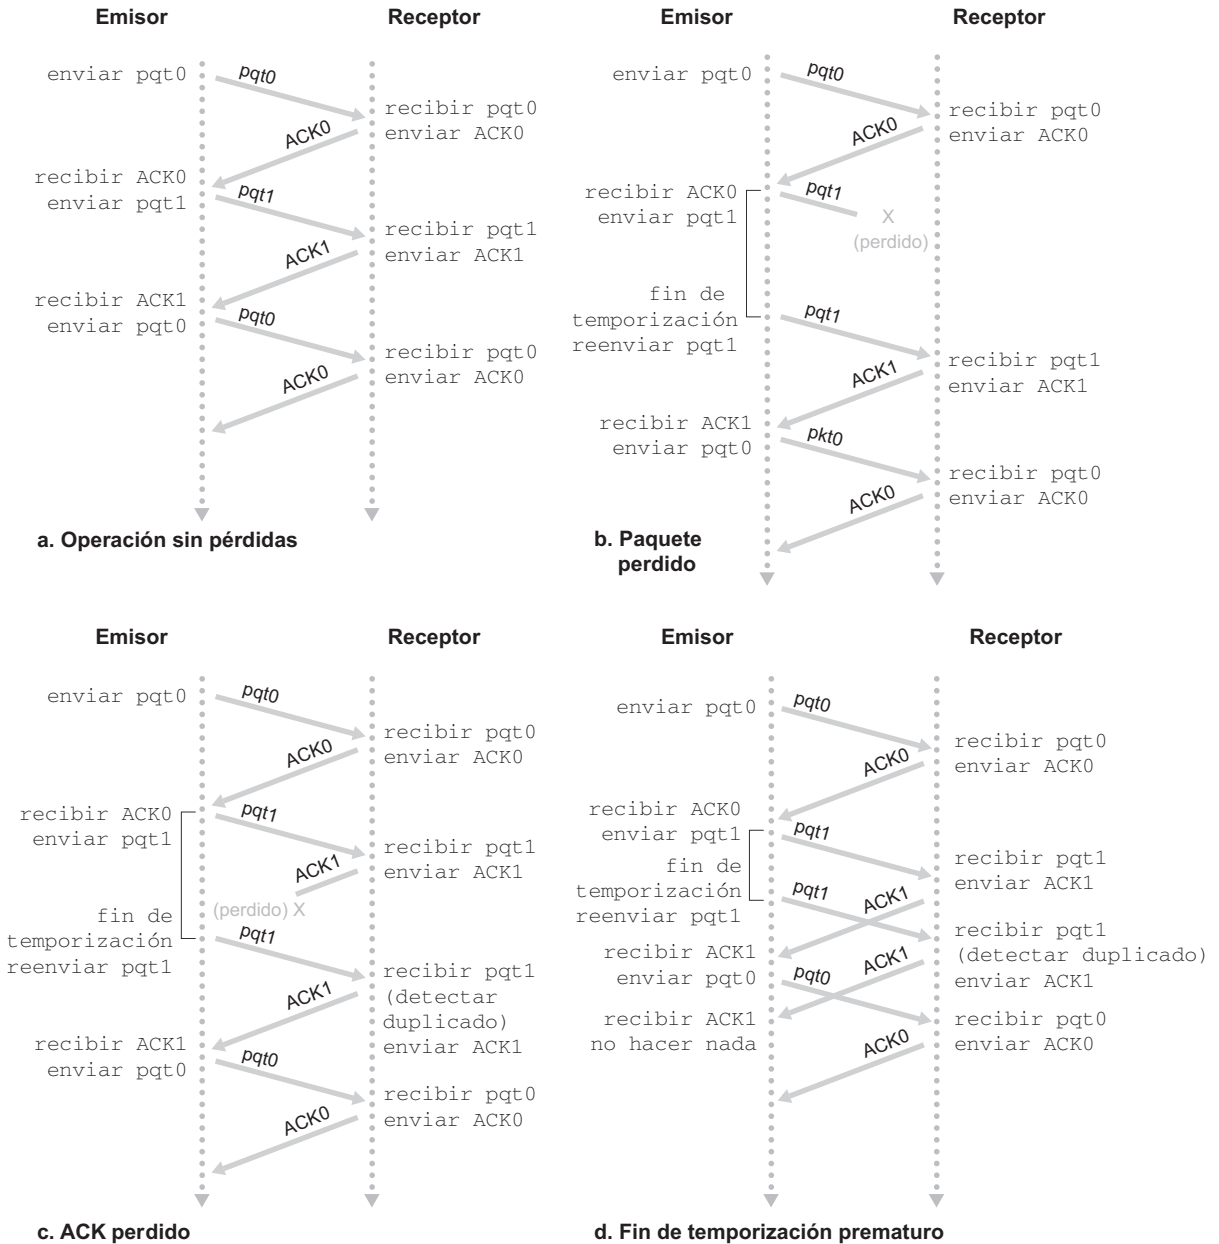 Emisor
Receptor
enviar pqt0
pqt0
recibir pqt0
enviar ACK0
ACK0
recibir ACK0
enviar pqt1
pqt1
recibir pqt1
enviar ACK1
ACK1
recibir ACK1
enviar pqt0
pqt0
recibir pqt0
enviar ACK0
ACK0
a. Operación sin pérdidas
Emisor
Receptor
enviar pqt0
pqt0
recibir pqt0
enviar ACK0
ACK0
recibir ACK0
enviar pqt1
pqt1
X
(perdido)
fin de
temporización
reenviar pqt1
pqt1
recibir pqt1
enviar ACK1
ACK1
recibir ACK1
enviar pqt0
pkt0
recibir pqt0
enviar ACK0
ACK0
b. Paquete
perdido
Emisor
Receptor
enviar pqt0
pqt0
recibir pqt0
enviar ACK0
ACK0
recibir ACK0
enviar pqt1
pqt1
recibir pqt1
enviar ACK1
ACK1
(perdido) X
fin de
temporización
reenviar pqt1
pqt1
recibir pqt1
(detectar
duplicado)
enviar ACK1
ACK1
recibir ACK1
enviar pqt0
pqt0
recibir pqt0
enviar ACK0
ACK0
c. ACK perdido
Emisor
Receptor
enviar pqt0
pqt0
recibir pqt0
enviar ACK0
ACK0
recibir ACK0
enviar pqt1
pqt1
fin de
temporización
reenviar pqt1
pqt1
recibir pqt1
enviar ACK1
ACK1
recibir pqt1
(detectar duplicado)
enviar ACK1
ACK1
recibir ACK1
enviar pqt0
pqt0
recibir ACK1
no hacer nada
recibir pqt0
enviar ACK0
ACK0
d. Fin de temporización prematuro